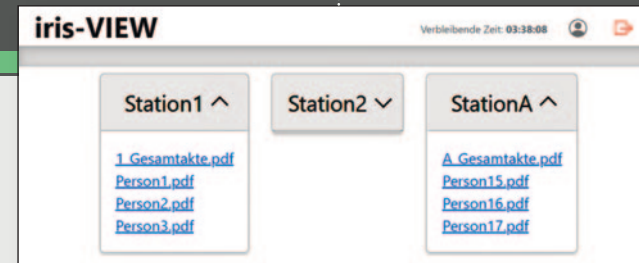 iris-VIEW
Verbleibende Zeit: 03:38:08
Station1
1_Gesamtakte.pdf
Person1.pdf
Person2.pdf
Person3.pdf
Station2
StationA
A_Gesamtakte.pdf
Person15.pdf
Person16.pdf
Person17.pdf